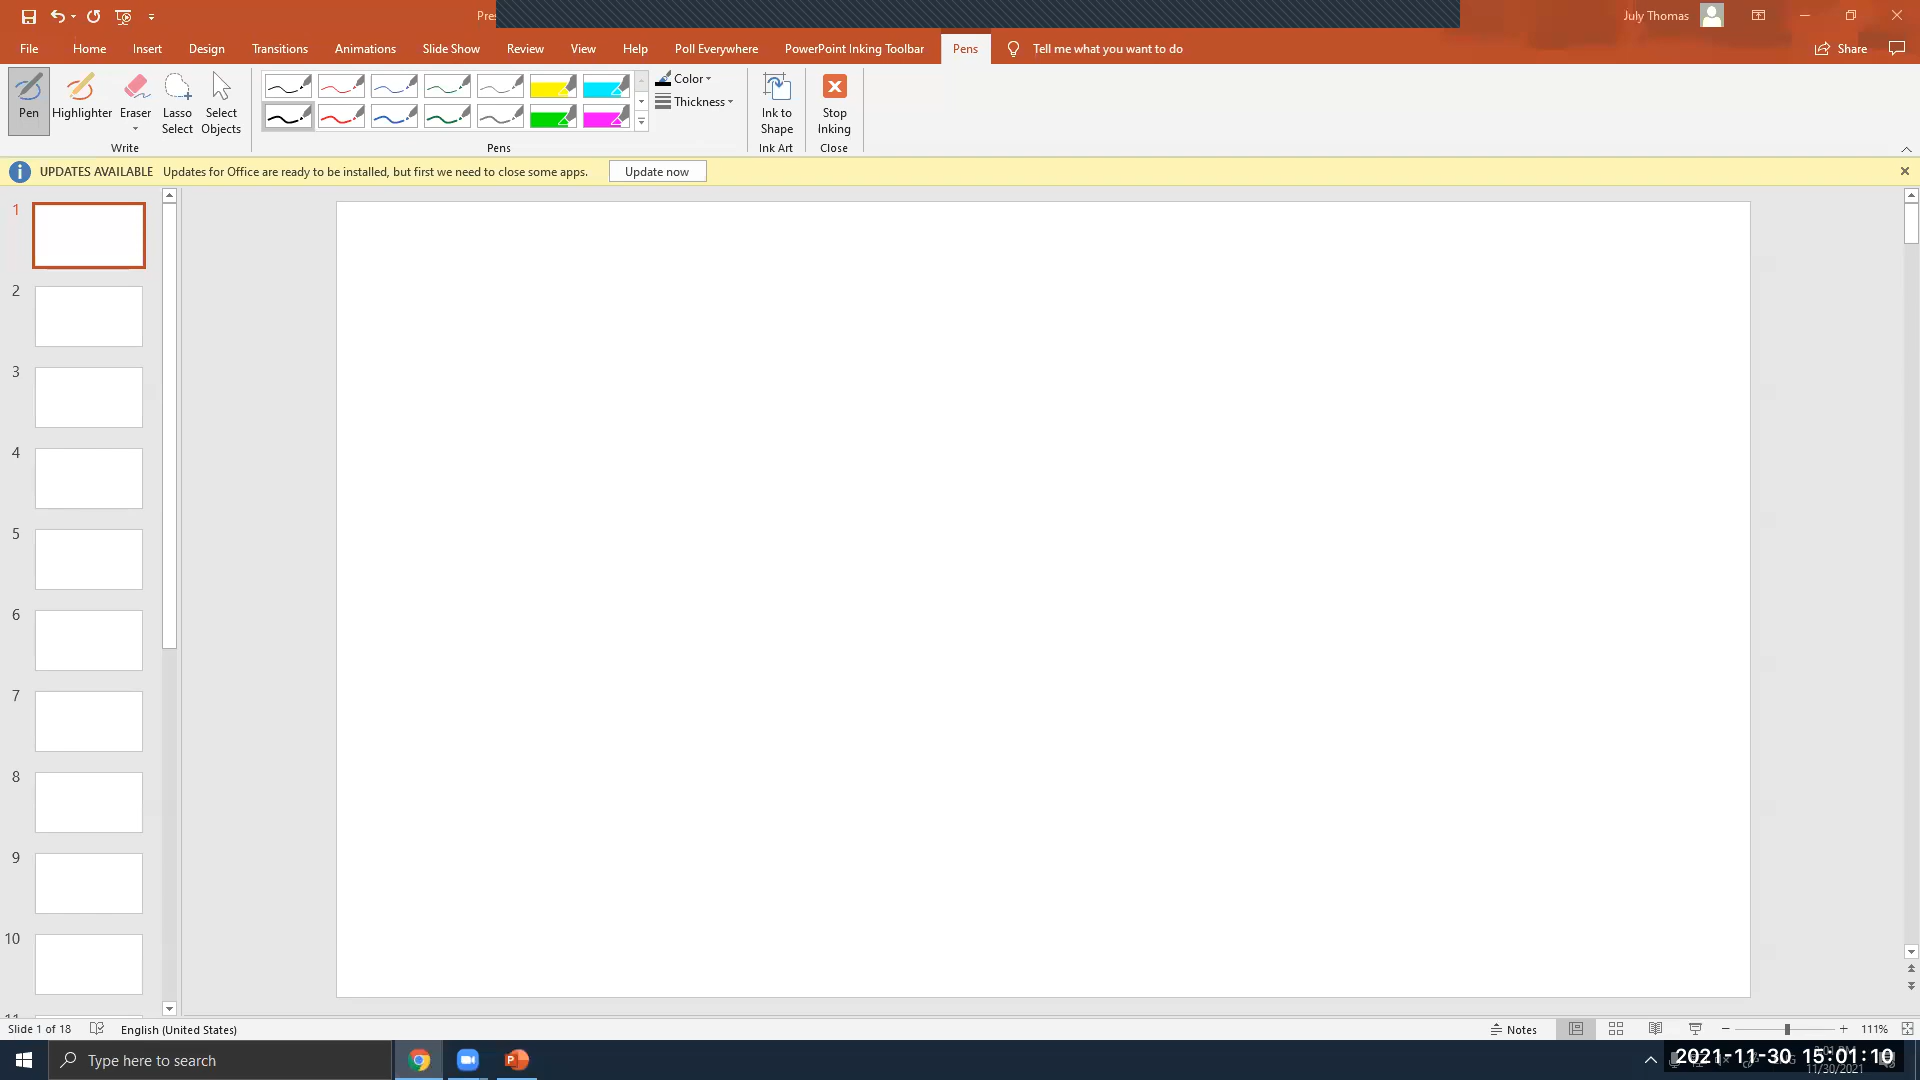 Pres
July Thomas
File Home Insert Design Transitions Animations Slide Show Review View Help Poll Everywhere PowerPoint Inking Toolbar Pens Tell me what you want to do Share
Pen Highlighter Eraser Lasso Select Select Objects Color Thickness Ink to Shape Stop Inking
Write Pens Ink Art Close
UPDATES AVAILABLE Updates for Office are ready to be installed, but first we need to close some apps. Update now
1
2
3
4
5
6
7
8
9
10
11
Slide 1 of 18 English (United States) Notes 111%
Type here to search
2021-11-30 15:01:10
11/30/2021